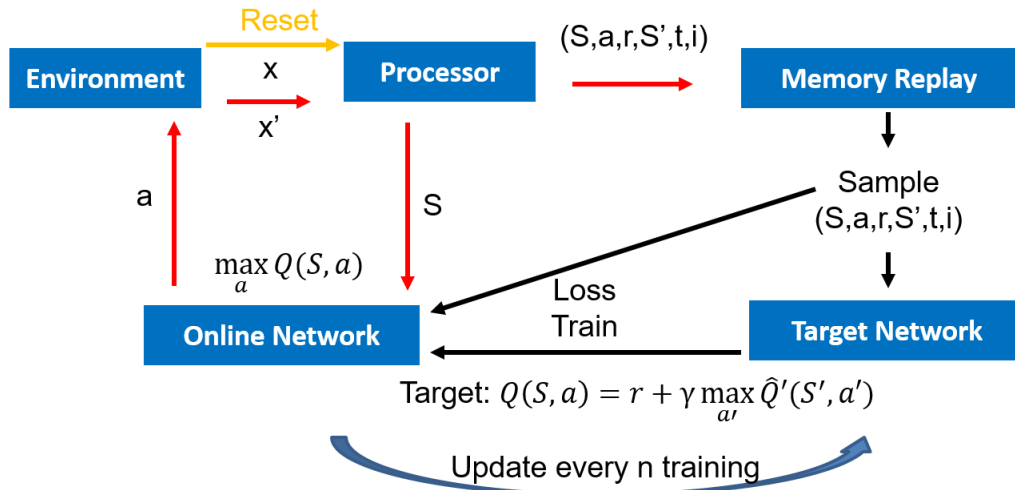 Reset
Environment
x
x’
Processor
(S,a,r,S’,t,i)
Memory Replay
a
S
Sample
(S,a,r,S’,t,i)
max Q(S, a)
a
Loss
Train
Online Network
Target Network
Target: Q(S, a) = r + γ max Q̂′(S′, a′)
a′
Update every n training